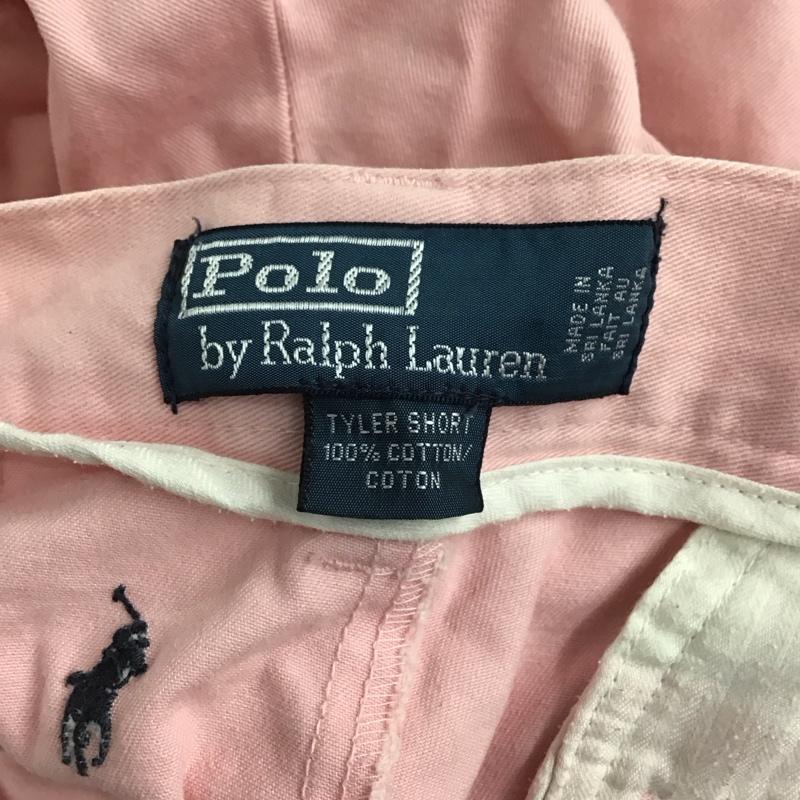 Polo
by Ralph Lauren
MADE IN
SRI LANKA
FAIT AU
SRI LANKA
TYLER SHORT
100% COTTON/
COTON